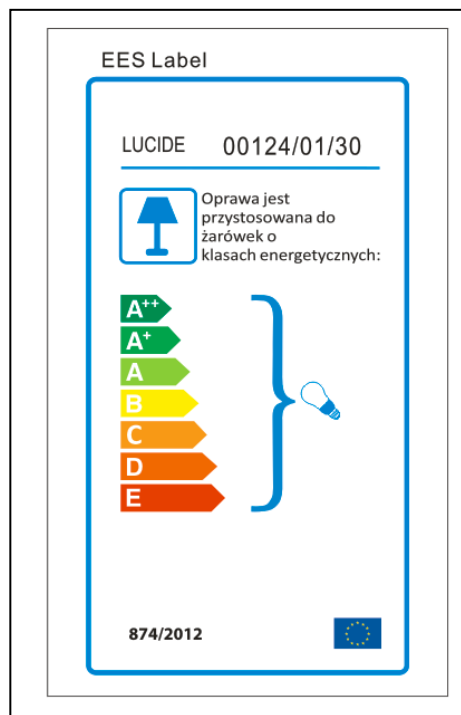 EES Label
LUCIDE 00124/01/30
Oprawa jest
przystosowana do
żarówek o
klasach energetycznych:
A++
A+
A
B
C
D
E
874/2012